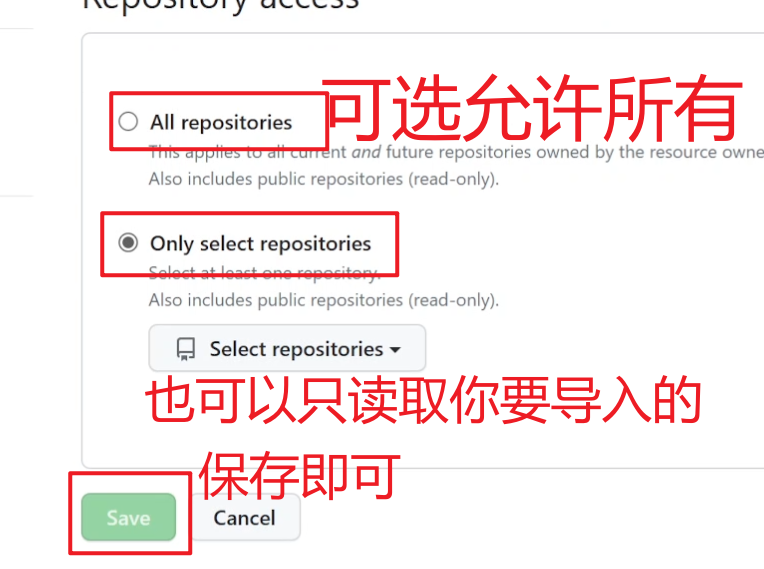 Repository access
All repositories
可选允许所有
This applies to all current and future repositories owned by the resource owne
Also includes public repositories (read-only).
Only select repositories
Select at least one repository.
Also includes public repositories (read-only).
Select repositories
也可以只读取你要导入的
保存即可
Save
Cancel